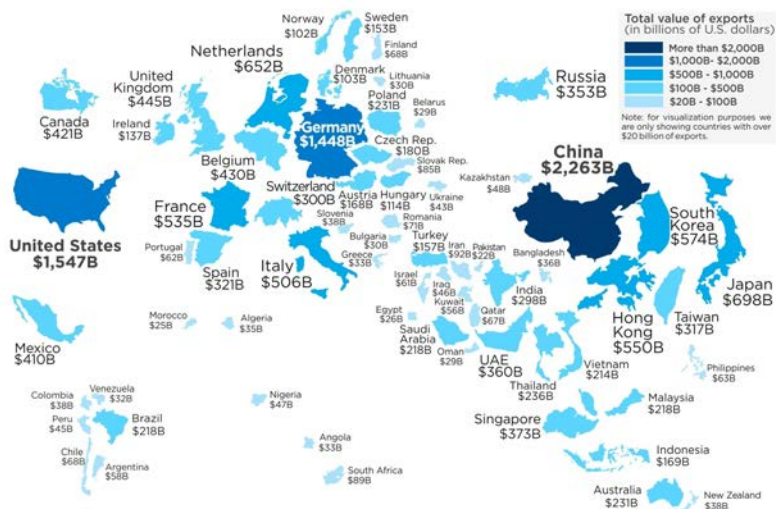 Total value of exports
(in billions of U.S. dollars)
More than $2,000B
$1,000B- $2,000B
$500B - $1,000B
$100B - $500B
$20B - $100B
Note: for visualization purposes we
are only showing countries with over
$20 billion of exports.
Norway
$102B
Sweden
$153B
Finland
$68B
Netherlands
$652B
Denmark
$103B
Lithuania
$30B
Russia
$353B
United
Kingdom
$445B
Poland
$231B
Belarus
$29B
Canada
$421B
Ireland
$137B
Germany
$1,448B
Czech Rep.
$180B
Belgium
$430B
Slovak Rep.
$85B
China
$2,263B
Kazakhstan
$48B
Switzerland
$300B
Austria
$168B
Hungary
$114B
Ukraine
$43B
France
$535B
Slovenia
$38B
Romania
$71B
South
Korea
$574B
United States
$1,547B
Portugal
$62B
Spain
$321B
Italy
$506B
Bulgaria
$30B
Greece
$33B
Turkey
$157B
Iran
$92B
Pakistan
$22B
Bangladesh
$36B
Israel
$61B
Iraq
$46B
Kuwait
$56B
India
$298B
Japan
$698B
Qatar
$67B
Egypt
$26B
Hong
Kong
$550B
Taiwan
$317B
Mexico
$410B
Morocco
$25B
Algeria
$35B
Saudi
Arabia
$218B
Oman
$29B
UAE
$360B
Vietnam
$214B
Philippines
$63B
Thailand
$236B
Colombia
$38B
Venezuela
$32B
Nigeria
$47B
Malaysia
$218B
Singapore
$373B
Peru
$45B
Brazil
$218B
Angola
$33B
Indonesia
$169B
Chile
$68B
Argentina
$58B
South Africa
$89B
Australia
$231B
New Zealand
$38B